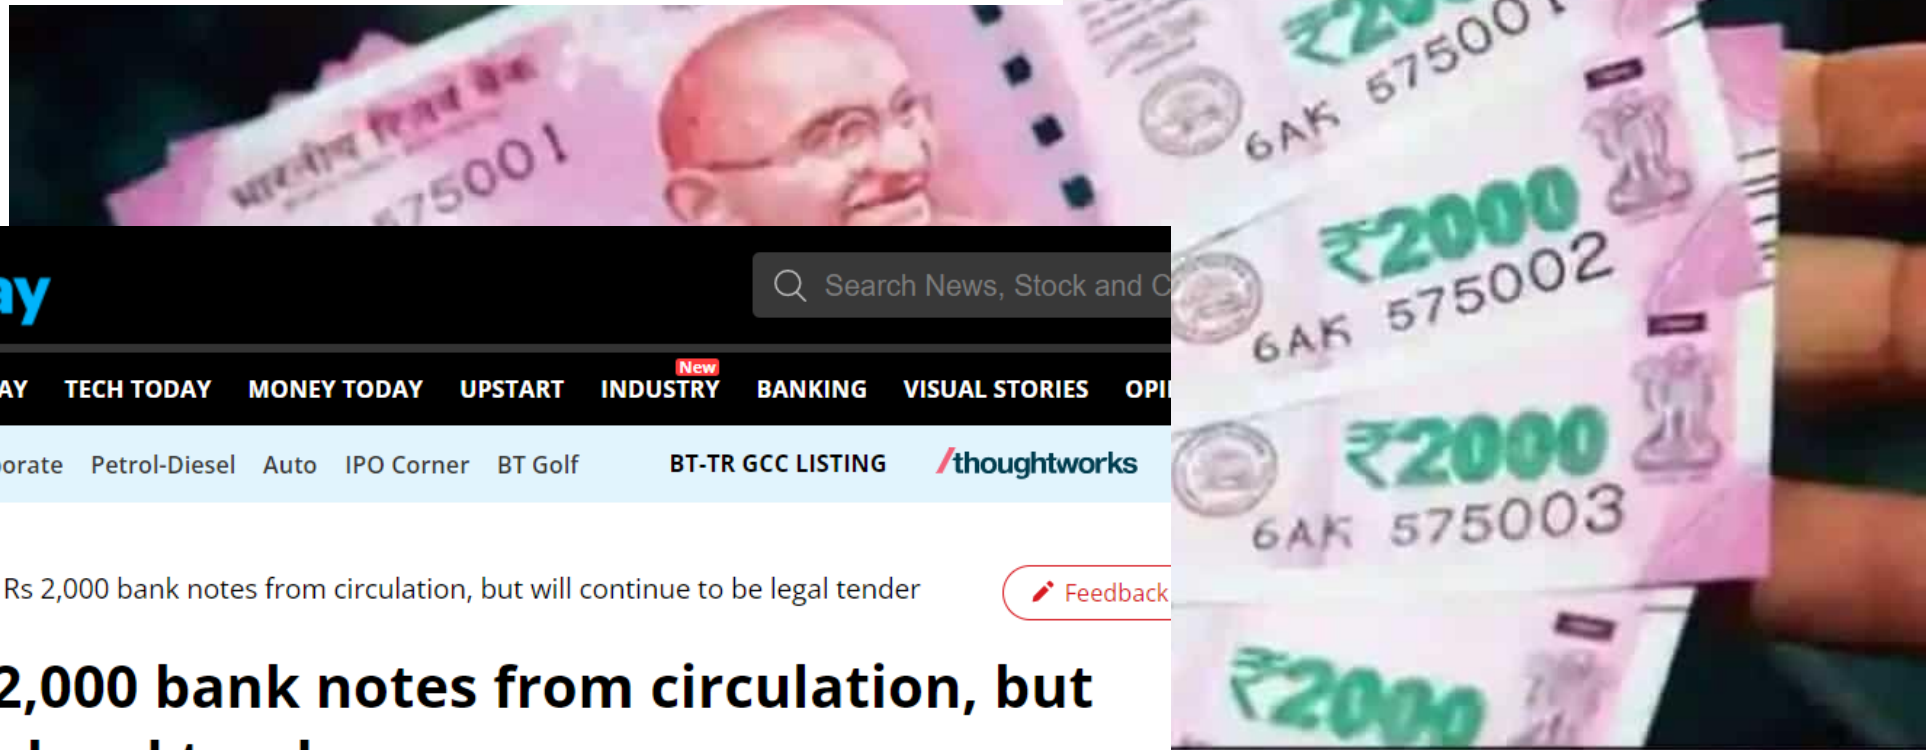 भारतीय रिज़र्व बैंक
575001
₹200
6AK 575001
₹2000
6AK 575002
₹2000
6AK 575003
₹2000
ay
Search News, Stock and C
AY TECH TODAY MONEY TODAY UPSTART INDUSTRY New BANKING VISUAL STORIES OPI
orate Petrol-Diesel Auto IPO Corner BT Golf BT-TR GCC LISTING /thoughtworks
Rs 2,000 bank notes from circulation, but will continue to be legal tender
Feedback
2,000 bank notes from circulation, but